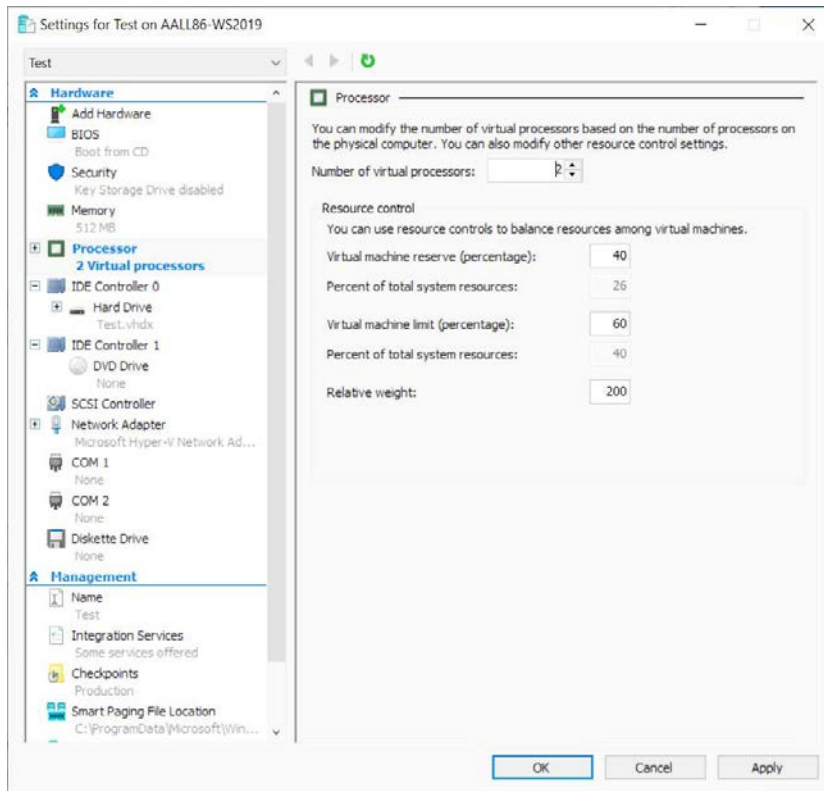 Settings for Test on AALL86-WS2019
Test
Hardware
Add Hardware
BIOS
Boot from CD
Security
Key Storage Drive disabled
Memory
512 MB
Processor
2 Virtual processors
IDE Controller 0
Hard Drive
Test.vhdx
IDE Controller 1
DVD Drive
None
SCSI Controller
Network Adapter
Microsoft Hyper-V Network Ad...
COM 1
None
COM 2
None
Diskette Drive
None
Management
Name
Test
Integration Services
Some services offered
Checkpoints
Production
Smart Paging File Location
C:\ProgramData\Microsoft\Win...
Processor
You can modify the number of virtual processors based on the number of processors on
the physical computer. You can also modify other resource control settings.
Number of virtual processors: 2
Resource control
You can use resource controls to balance resources among virtual machines.
Virtual machine reserve (percentage): 40
Percent of total system resources: 26
Virtual machine limit (percentage): 60
Percent of total system resources: 40
Relative weight: 200
OK Cancel Apply